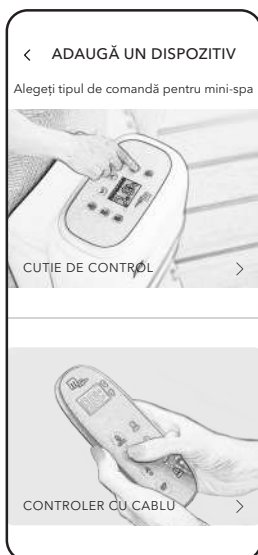 ADAUGĂ UN DISPOZITIV
Alegeți tipul de comandă pentru mini-spa
CUTIE DE CONTROL
CONTROLER CU CABLU